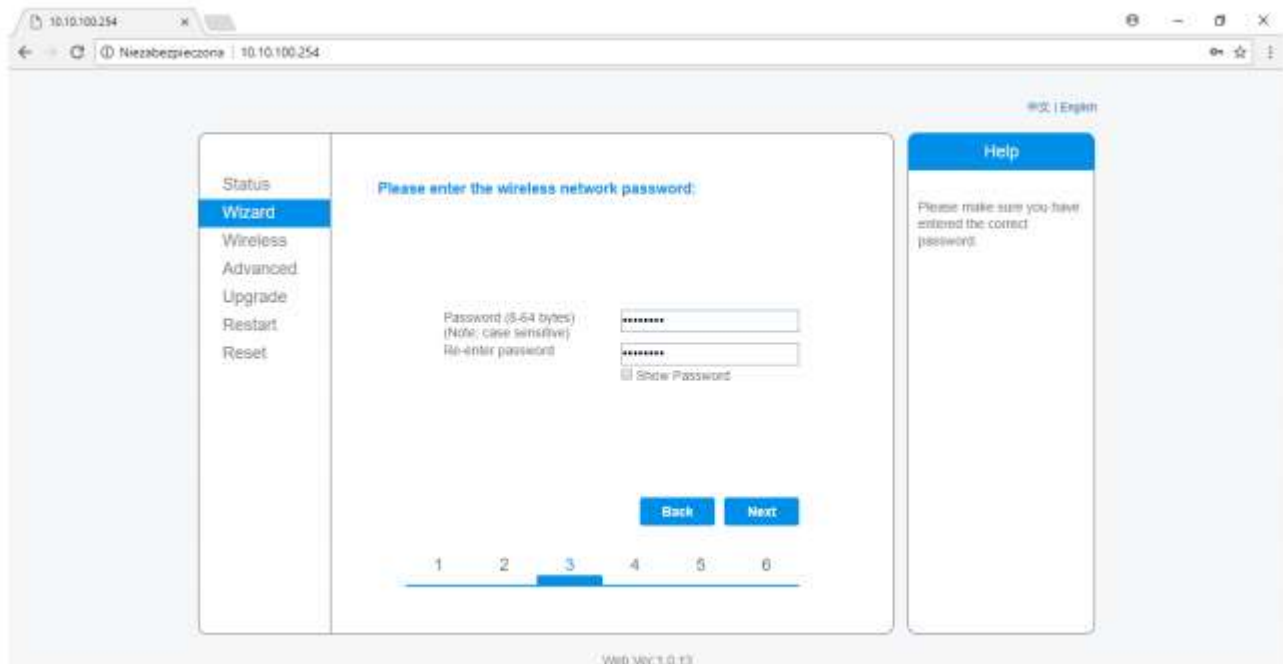 10.10.100.254
Niezabezpieczona | 10.10.100.254
中文 | English
Help
Status
Wizard
Wireless
Advanced
Upgrade
Restart
Reset
Please enter the wireless network password:
Please make sure you have
entered the correct
password.
Password (8-64 bytes)
(Note: case sensitive)
Re-enter password
••••••••
••••••••
Show Password
Back
Next
1 2 3 4 5 6
Web Ver:1.0.13